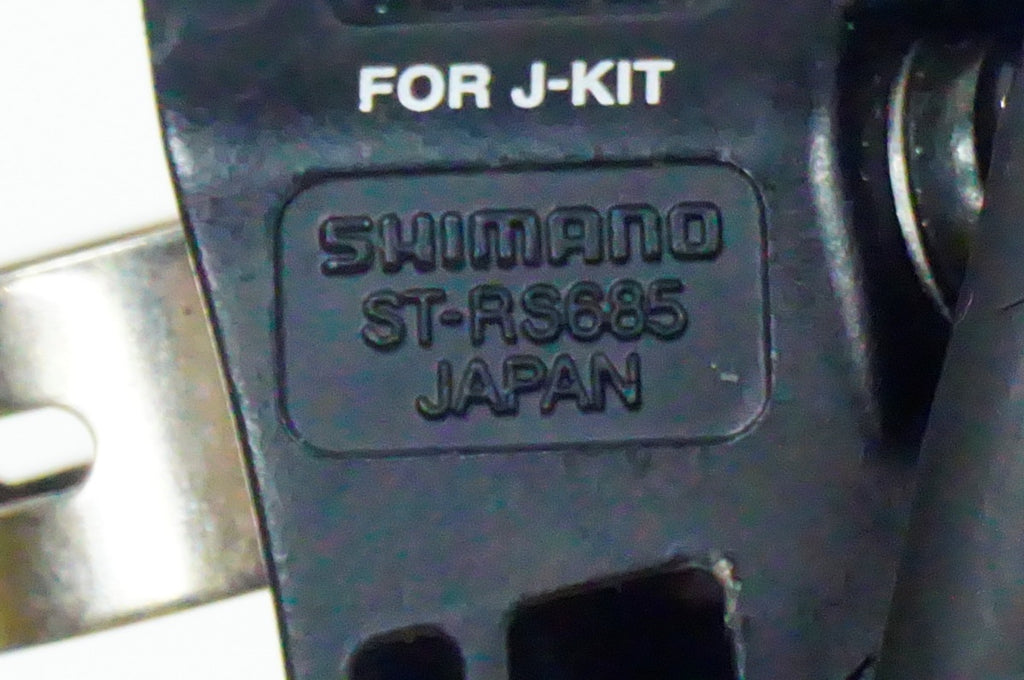 FOR J-KIT
SHIMANO
ST-RS685
JAPAN